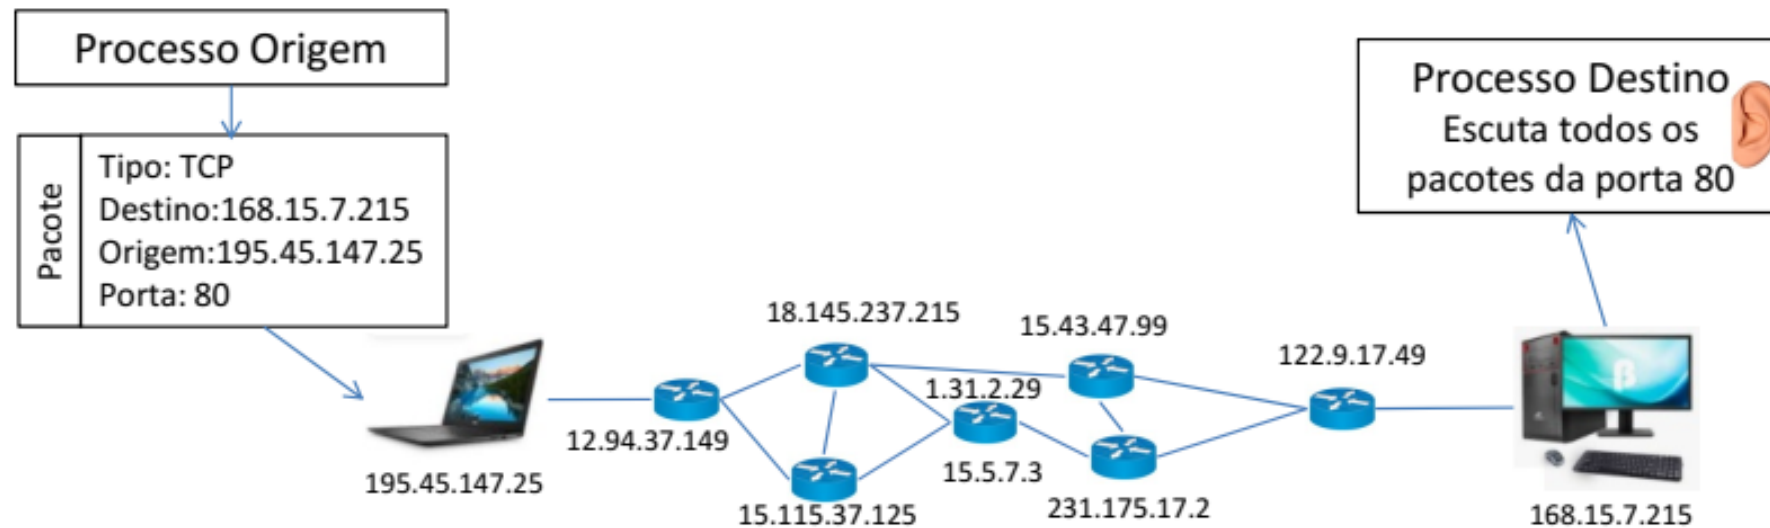 Processo Origem
Pacote
Tipo: TCP
Destino:168.15.7.215
Origem:195.45.147.25
Porta: 80
Processo Destino
Escuta todos os
pacotes da porta 80
195.45.147.25
12.94.37.149
18.145.237.215
15.115.37.125
1.31.2.29
15.5.7.3
15.43.47.99
231.175.17.2
122.9.17.49
168.15.7.215